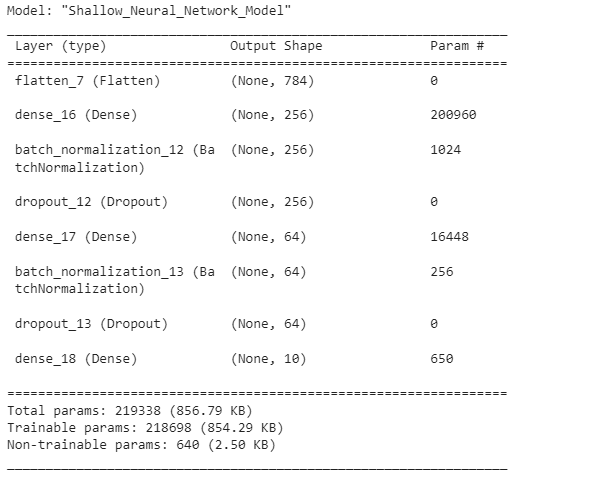 Model: "Shallow_Neural_Network_Model"
_________________________________________________________________
Layer (type) Output Shape Param #
=================================================================
flatten_7 (Flatten) (None, 784) 0
dense_16 (Dense) (None, 256) 200960
batch_normalization_12 (Ba (None, 256) 1024
tchNormalization)
dropout_12 (Dropout) (None, 256) 0
dense_17 (Dense) (None, 64) 16448
batch_normalization_13 (Ba (None, 64) 256
tchNormalization)
dropout_13 (Dropout) (None, 64) 0
dense_18 (Dense) (None, 10) 650
=================================================================
Total params: 219338 (856.79 KB)
Trainable params: 218698 (854.29 KB)
Non-trainable params: 640 (2.50 KB)
_________________________________________________________________